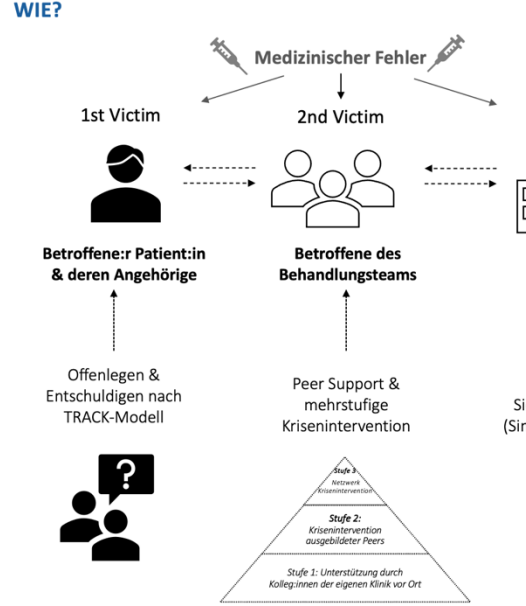 WIE?
Medizinischer Fehler
1st Victim
2nd Victim
Betroffene:r Patient:in
& deren Angehörige
Betroffene des
Behandlungsteams
Offenlegen &
Entschuldigen nach
TRACK-Modell
Peer Support &
mehrstufige
Krisenintervention
Si
(Sir
?
Stufe 3
Netzwerk
Krisenintervention
Stufe 2:
Krisenintervention
ausgebildeter Peers
Stufe 1: Unterstützung durch
Kolleg:innen der eigenen Klinik vor Ort